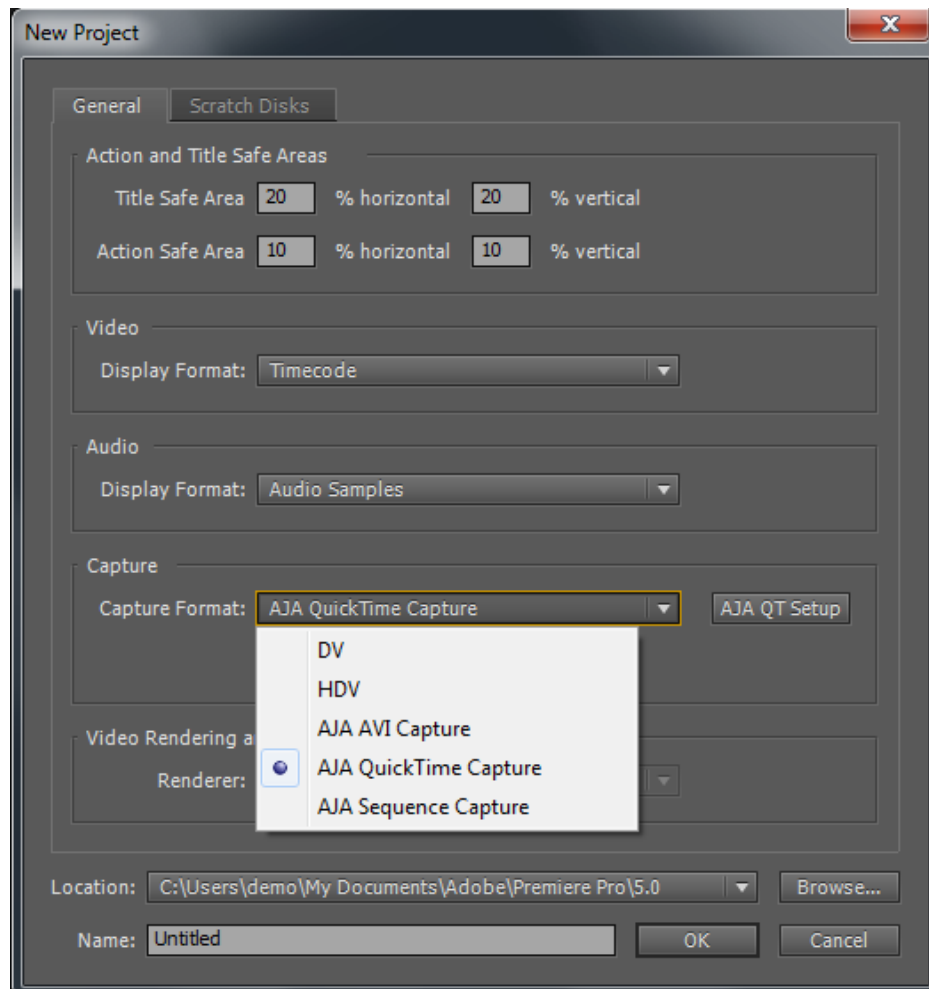 New Project
General Scratch Disks
Action and Title Safe Areas
Title Safe Area 20 % horizontal 20 % vertical
Action Safe Area 10 % horizontal 10 % vertical
Video
Display Format: Timecode
Audio
Display Format: Audio Samples
Capture
Capture Format: AJA QuickTime Capture AJA QT Setup
DV
HDV
AJA AVI Capture
Video Rendering
AJA QuickTime Capture
Renderer:
AJA Sequence Capture
Location: C:\Users\demo\My Documents\Adobe\Premiere Pro\5.0 Browse...
Name: Untitled OK Cancel